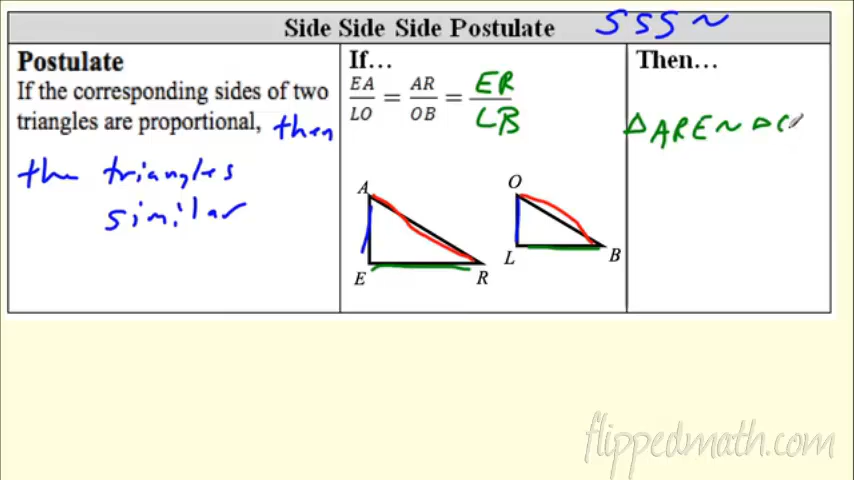 Side Side Side Postulate SSS ~
Postulate
If the corresponding sides of two
triangles are proportional, then
the triangles
similar
If...
EA/LO = AR/OB = ER/LB
A
E
R
O
L
B
Then...
△ARE ~ △
flippedmath.com